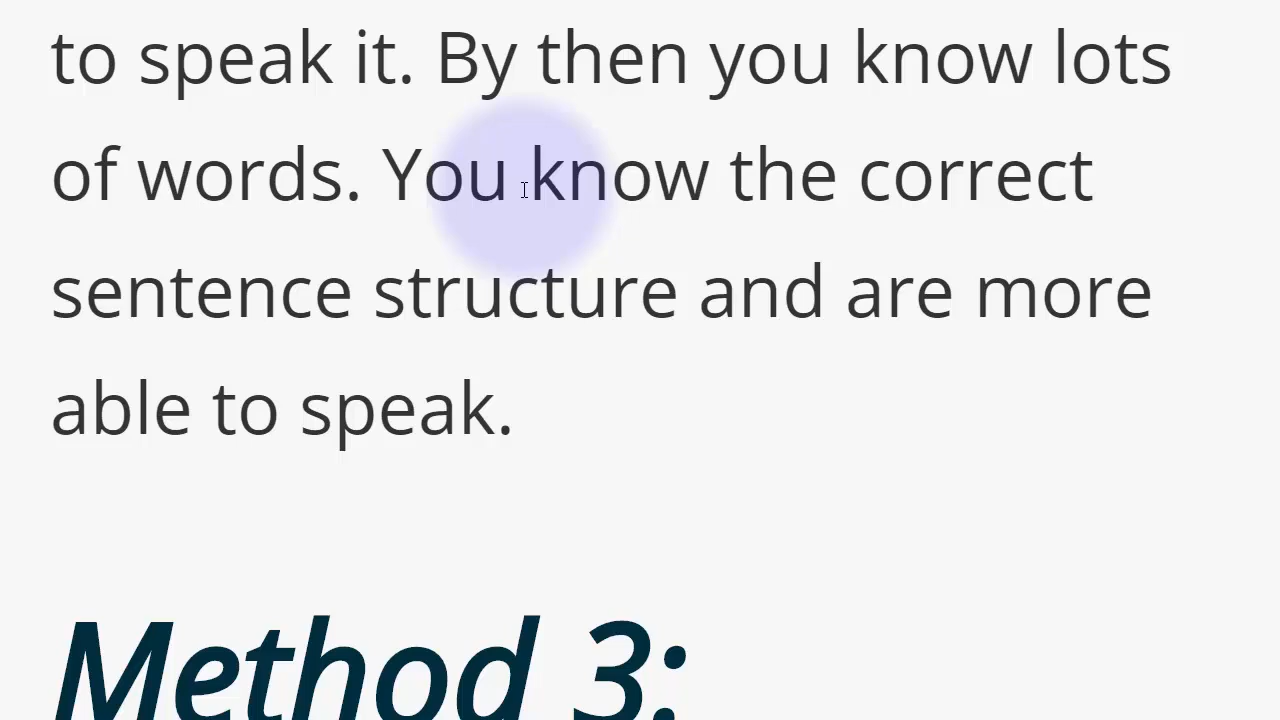 to speak it. By then you know lots
of words. You know the correct
sentence structure and are more
able to speak.
Method 3: